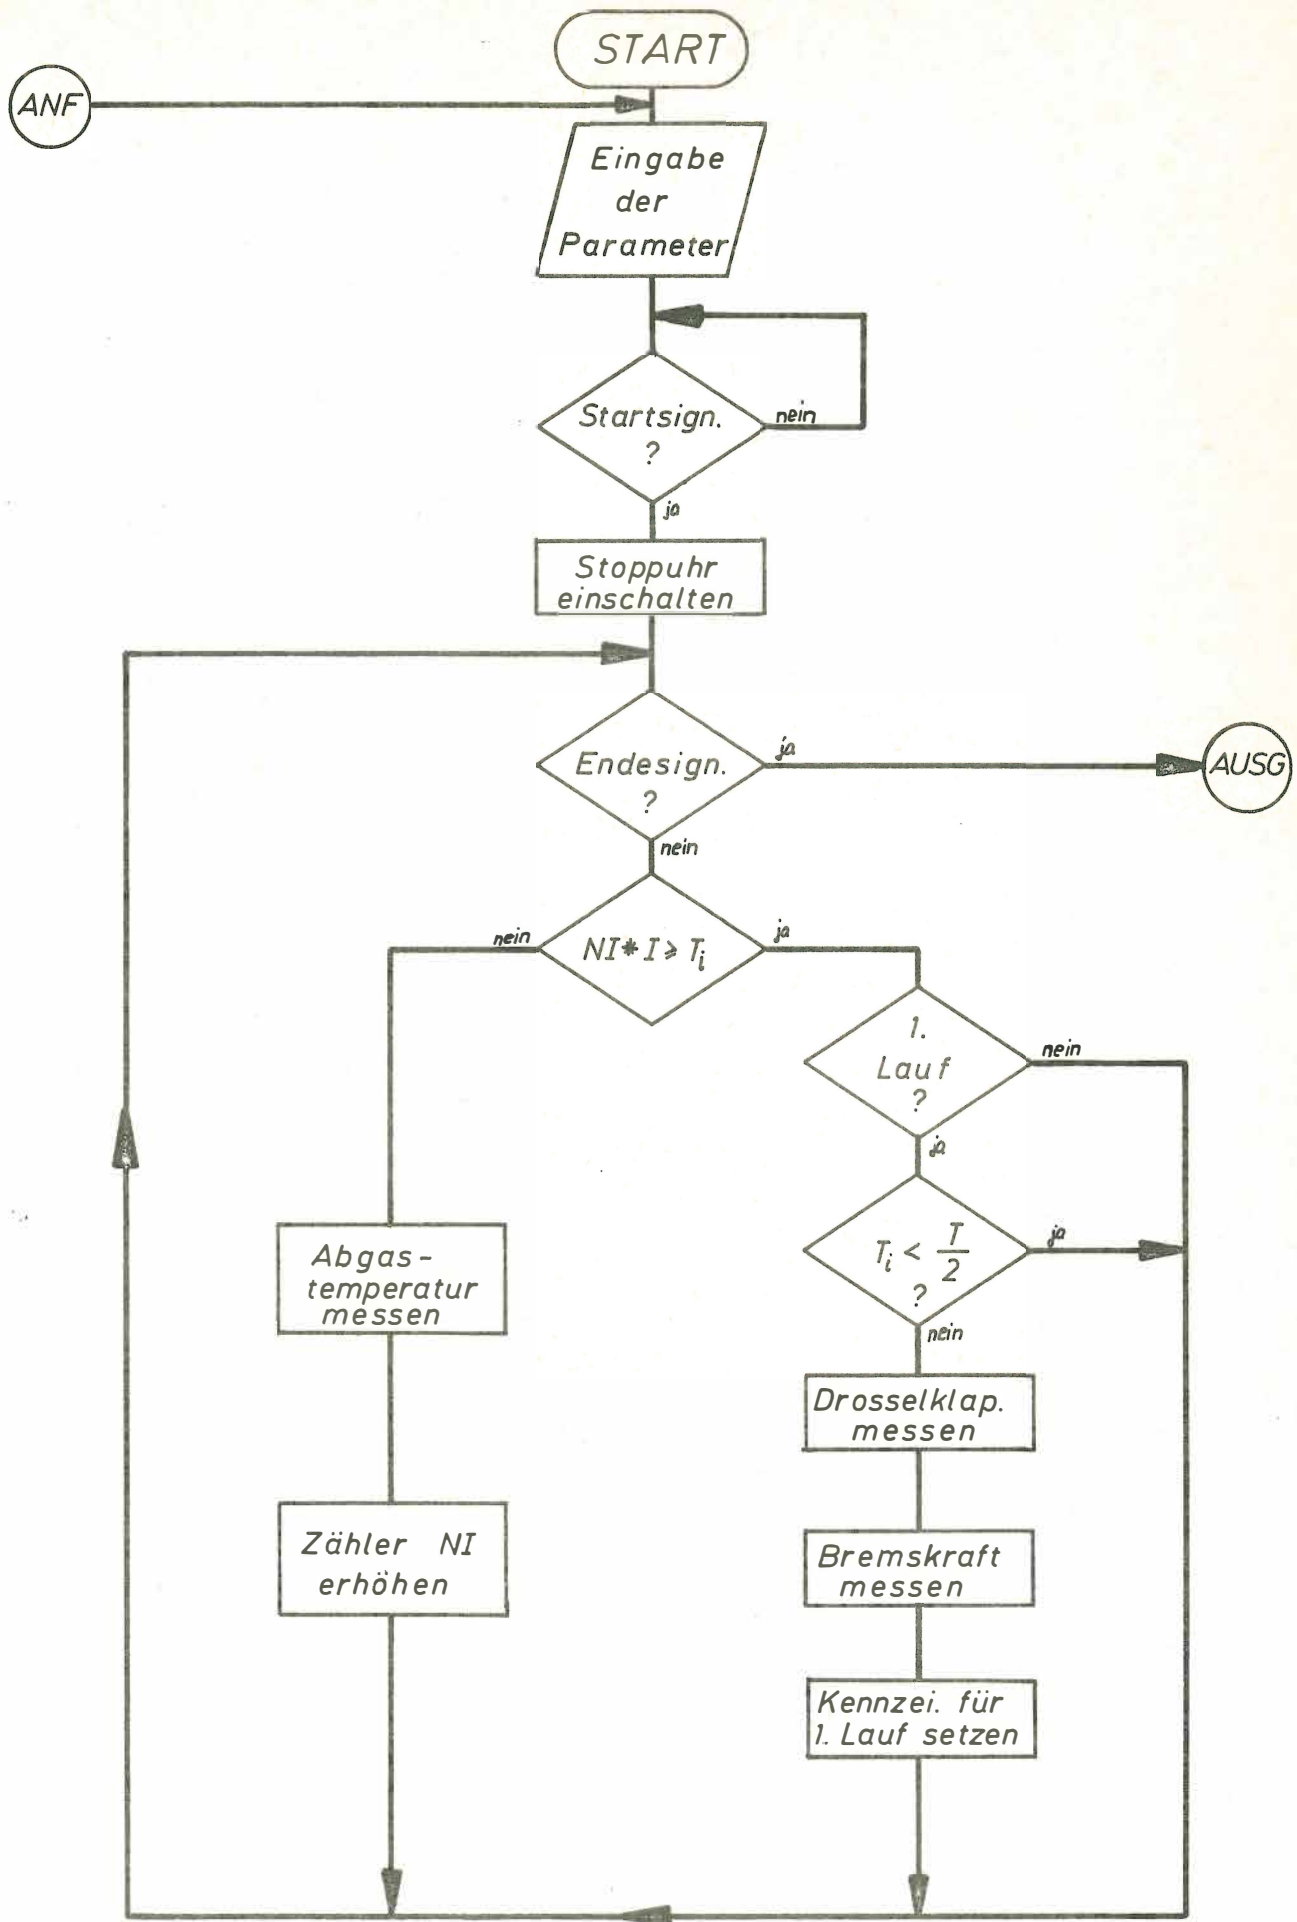 START
ANF
Eingabe
der
Parameter
Startsign.
?
nein
ja
Stoppuhr
einschalten
Endesign.
?
ja
AUSG
nein
NI*I ≥ Ti
nein
ja
1.
Lauf
?
nein
ja
Ti < T/2
?
ja
nein
Abgas-
temperatur
messen
Drosselklap.
messen
Zähler NI
erhöhen
Bremskraft
messen
Kennzei. für
1. Lauf setzen